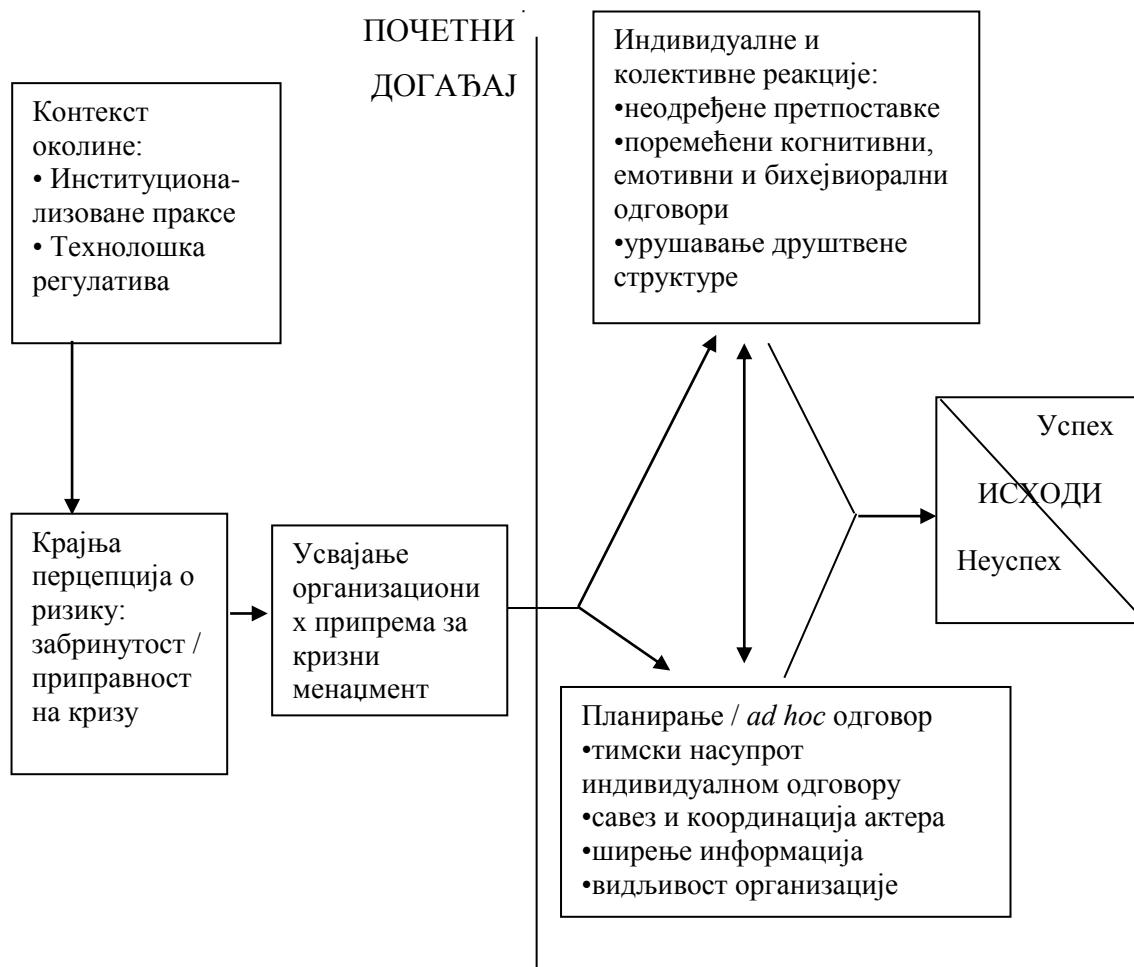 ПОЧЕТНИ
ДОГАЂАЈ
Контекст
околине:
• Институциона-
лизоване праксе
• Технолошка
регулатива
Индивидуалне и
колективне реакције:
•неодређене претпоставке
•поремећени когнитивни,
емотивни и бихејвиорални
одговори
•урушавање друштвене
структуре
Крајња
перцепција о
ризику:
забринутост /
приправност
на кризу
Усвајање
организациони
х припрема за
кризни
менаџмент
Успех
ИСХОДИ
Неуспех
Планирање / ad hoc одговор
•тимски насупрот
индивидуалном одговору
•савез и координација актера
•ширење информација
•видљивост организације